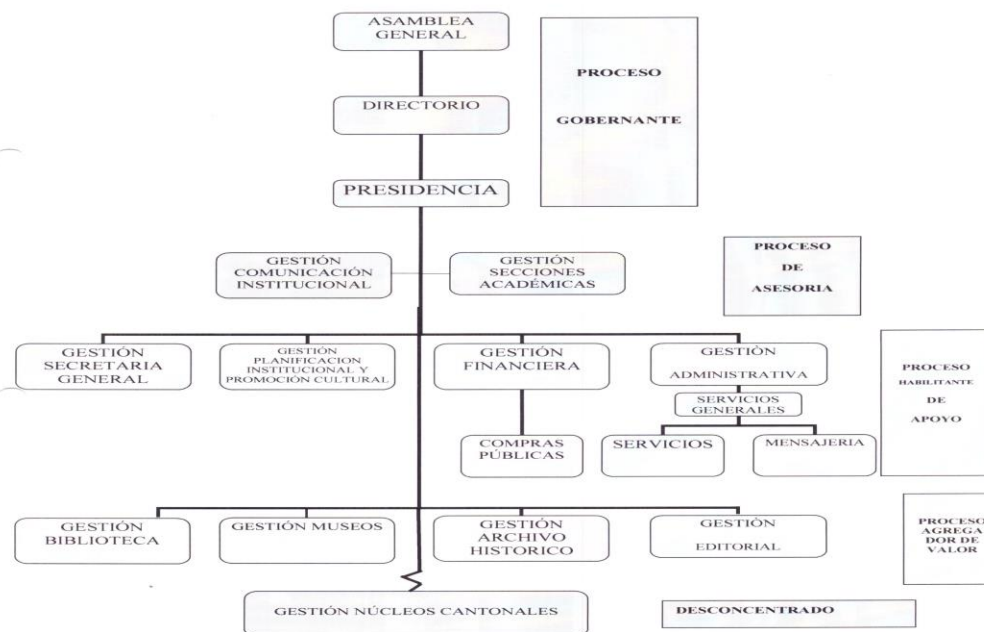 ASAMBLEA
GENERAL
DIRECTORIO
PRESIDENCIA
PROCESO
GOBERNANTE
GESTIÓN
COMUNICACIÓN
INSTITUCIONAL
GESTIÓN
SECCIONES
ACADÉMICAS
PROCESO
DE
ASESORIA
GESTIÓN
SECRETARIA
GENERAL
GESTIÓN
PLANIFICACION
INSTITUCIONAL Y
PROMOCIÓN CULTURAL
GESTIÓN
FINANCIERA
GESTIÓN
ADMINISTRATIVA
SERVICIOS
GENERALES
COMPRAS
PÚBLICAS
SERVICIOS
MENSAJERIA
PROCESO
HABILITANTE
DE
APOYO
GESTIÓN
BIBLIOTECA
GESTIÓN MUSEOS
GESTIÓN
ARCHIVO
HISTORICO
GESTIÓN
EDITORIAL
PROCESO
AGREGA
DOR DE
VALOR
GESTIÓN NÚCLEOS CANTONALES
DESCONCENTRADO